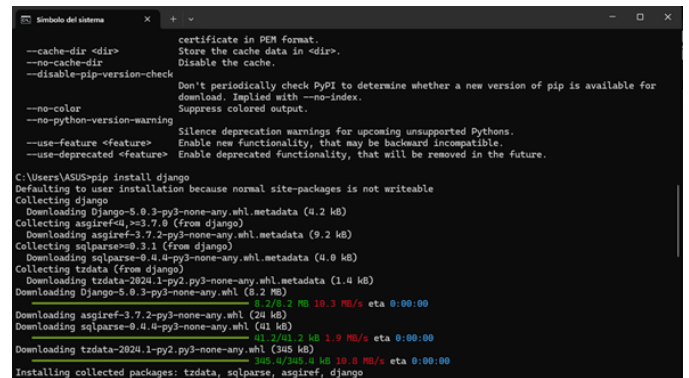 Símbolo del sistema
certificate in PEM format.
--cache-dir <dir> Store the cache data in <dir>.
--no-cache-dir Disable the cache.
--disable-pip-version-check
Don't periodically check PyPI to determine whether a new version of pip is available for
download. Implied with --no-index.
--no-color Suppress colored output.
--no-python-version-warning
Silence deprecation warnings for upcoming unsupported Pythons.
--use-feature <feature> Enable new functionality, that may be backward incompatible.
--use-deprecated <feature> Enable deprecated functionality, that will be removed in the future.
C:\Users\ASUS>pip install django
Defaulting to user installation because normal site-packages is not writeable
Collecting django
Downloading Django-5.0.3-py3-none-any.whl.metadata (4.2 kB)
Collecting asgiref<4,>=3.7.0 (from django)
Downloading asgiref-3.7.2-py3-none-any.whl.metadata (9.2 kB)
Collecting sqlparse>=0.3.1 (from django)
Downloading sqlparse-0.4.4-py3-none-any.whl.metadata (4.0 kB)
Collecting tzdata (from django)
Downloading tzdata-2024.1-py2.py3-none-any.whl.metadata (1.4 kB)
Downloading Django-5.0.3-py3-none-any.whl (8.2 MB)
8.2/8.2 MB 10.3 MB/s eta 0:00:00
Downloading asgiref-3.7.2-py3-none-any.whl (24 kB)
Downloading sqlparse-0.4.4-py3-none-any.whl (41 kB)
41.2/41.2 kB 1.9 MB/s eta 0:00:00
Downloading tzdata-2024.1-py2.py3-none-any.whl (345 kB)
345.4/345.4 kB 10.8 MB/s eta 0:00:00
Installing collected packages: tzdata, sqlparse, asgiref, django